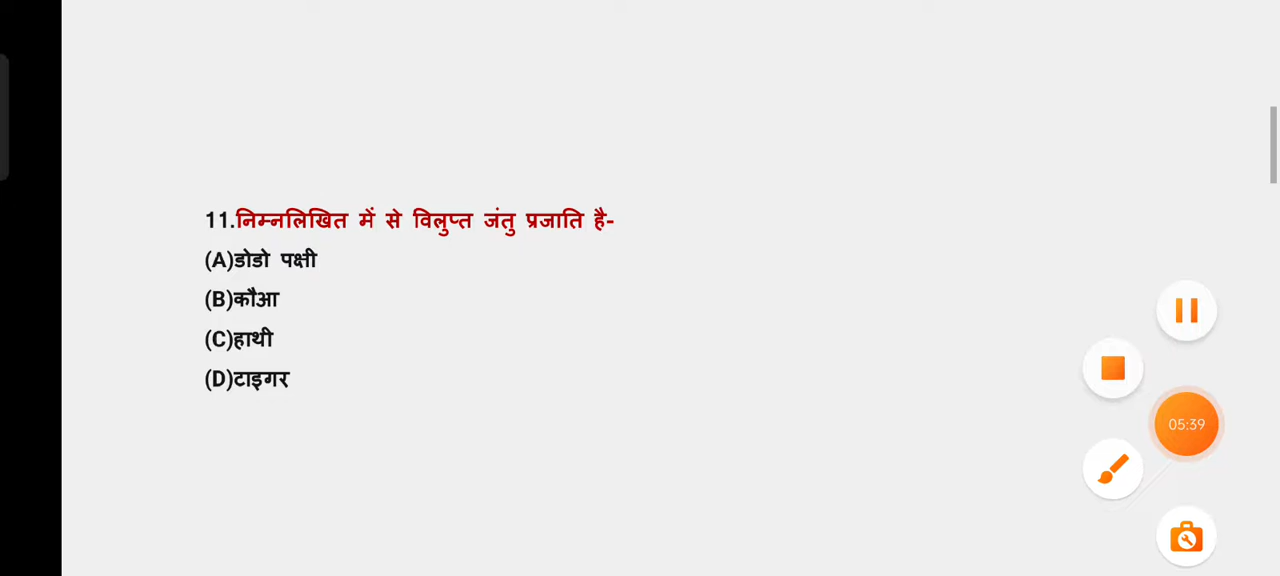 11.निम्नलिखित में से विलुप्त जंतु प्रजाति है-
(A)डोडो पक्षी
(B)कौआ
(C)हाथी
(D)टाइगर
05:39